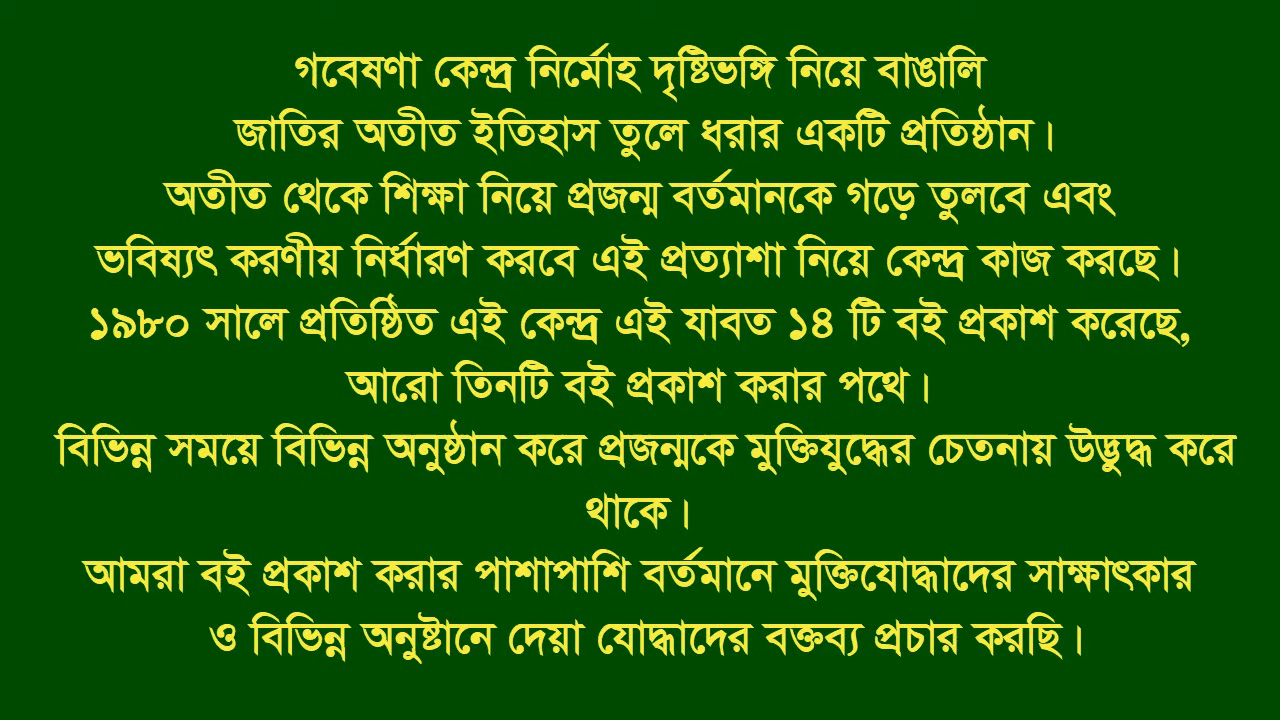 গবেষণা কেন্দ্র নির্মোহ দৃষ্টিভঙ্গি নিয়ে বাঙালি
জাতির অতীত ইতিহাস তুলে ধরার একটি প্রতিষ্ঠান।
অতীত থেকে শিক্ষা নিয়ে প্রজন্ম বর্তমানকে গড়ে তুলবে এবং
ভবিষ্যৎ করণীয় নির্ধারণ করবে এই প্রত্যাশা নিয়ে কেন্দ্র কাজ করছে।
১৯৮০ সালে প্রতিষ্ঠিত এই কেন্দ্র এই যাবত ১৪ টি বই প্রকাশ করেছে,
আরো তিনটি বই প্রকাশ করার পথে।
বিভিন্ন সময়ে বিভিন্ন অনুষ্ঠান করে প্রজন্মকে মুক্তিযুদ্ধের চেতনায় উদ্ভুদ্ধ করে
থাকে।
আমরা বই প্রকাশ করার পাশাপাশি বর্তমানে মুক্তিযোদ্ধাদের সাক্ষাৎকার
ও বিভিন্ন অনুষ্টানে দেয়া যোদ্ধাদের বক্তব্য প্রচার করছি।